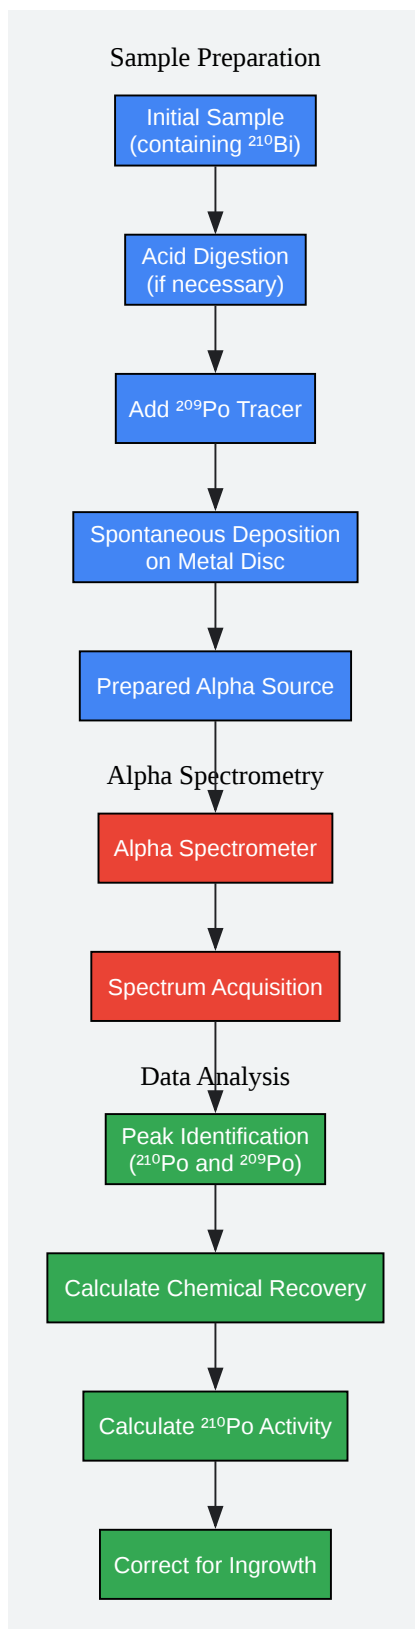 Sample Preparation
Initial Sample
(containing ²¹⁰Bi)
Acid Digestion
(if necessary)
Add ²⁰⁹Po Tracer
Spontaneous Deposition
on Metal Disc
Prepared Alpha Source
Alpha Spectrometry
Alpha Spectrometer
Spectrum Acquisition
Data Analysis
Peak Identification
(²¹⁰Po and ²⁰⁹Po)
Calculate Chemical Recovery
Calculate ²¹⁰Po Activity
Correct for Ingrowth